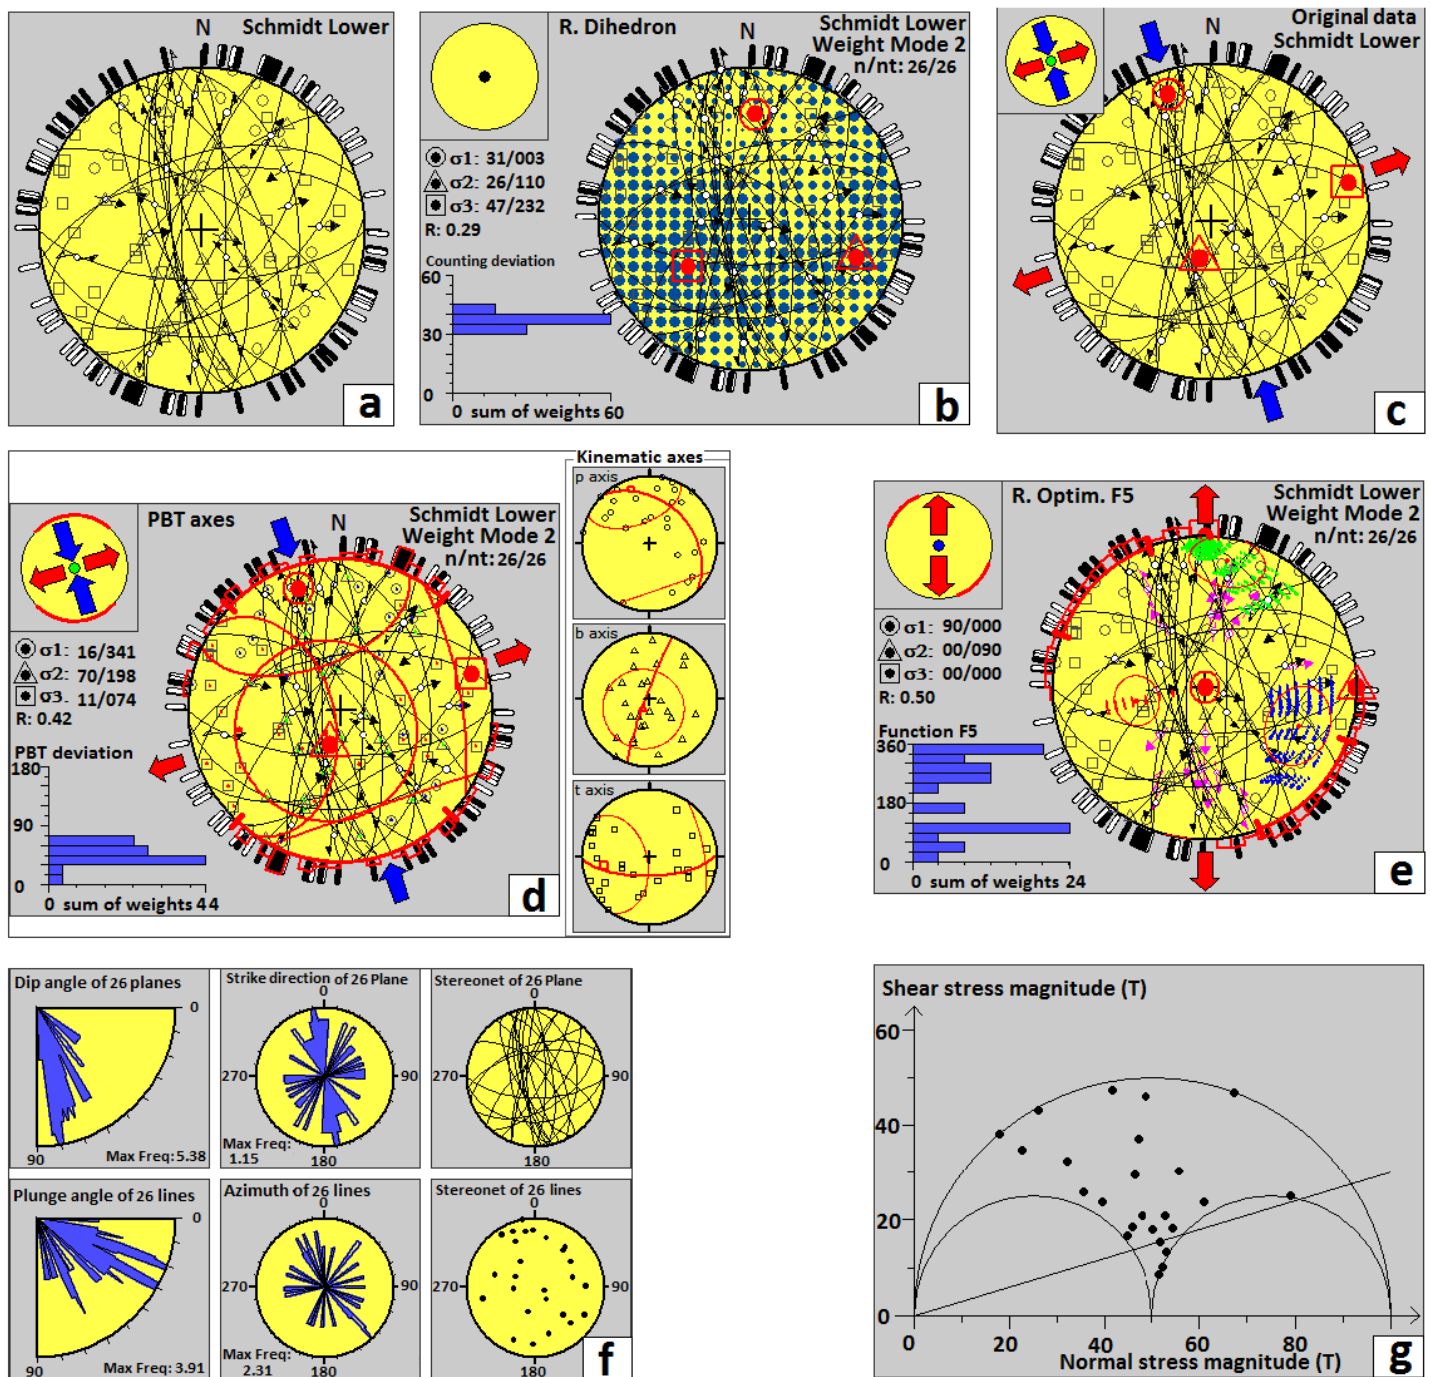 N
Schmidt Lower
a
R. Dihedron
N
Schmidt Lower
Weight Mode 2
n/nt: 26/26
σ1: 31/003
σ2: 26/110
σ3: 47/232
R: 0.29
Counting deviation
60
30
0
0 sum of weights 60
b
Original data
Schmidt Lower
N
c
PBT axes
N
Schmidt Lower
Weight Mode 2
n/nt: 26/26
σ1: 16/341
σ2: 70/198
σ3. 11/074
R: 0.42
PBT deviation
180
90
0
0 sum of weights 44
d
Kinematic axes
p axis
b axis
t axis
R. Optim. F5
Schmidt Lower
Weight Mode 2
n/nt: 26/26
σ1: 90/000
σ2: 00/090
σ3: 00/000
R: 0.50
Function F5
360
180
0
0 sum of weights 24
e
Dip angle of 26 planes
0
90
Max Freq: 5.38
Strike direction of 26 Plane
0
270
90
Max Freq:
1.15
180
Stereonet of 26 Plane
0
270
90
180
Plunge angle of 26 lines
0
90
Max Freq: 3.91
Azimuth of 26 lines
0
270
90
Max Freq:
2.31
180
Stereonet of 26 lines
0
270
90
180
f
Shear stress magnitude (T)
60
40
20
0
0
20
40
60
80
Normal stress magnitude (T)
g